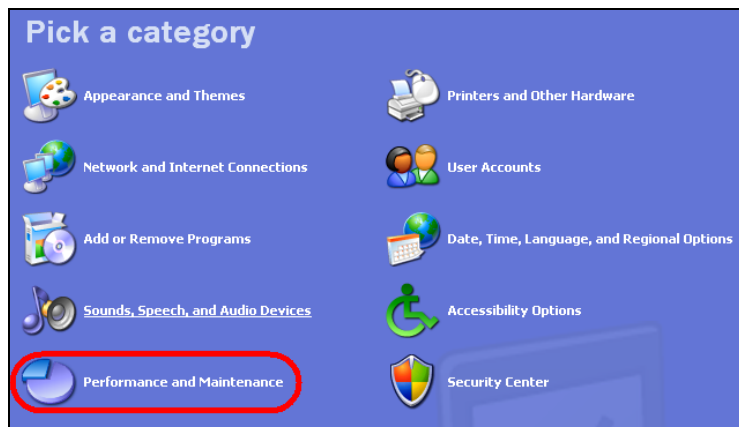 Pick a category
Appearance and Themes
Printers and Other Hardware
Network and Internet Connections
User Accounts
Add or Remove Programs
Date, Time, Language, and Regional Options
Sounds, Speech, and Audio Devices
Accessibility Options
Performance and Maintenance
Security Center